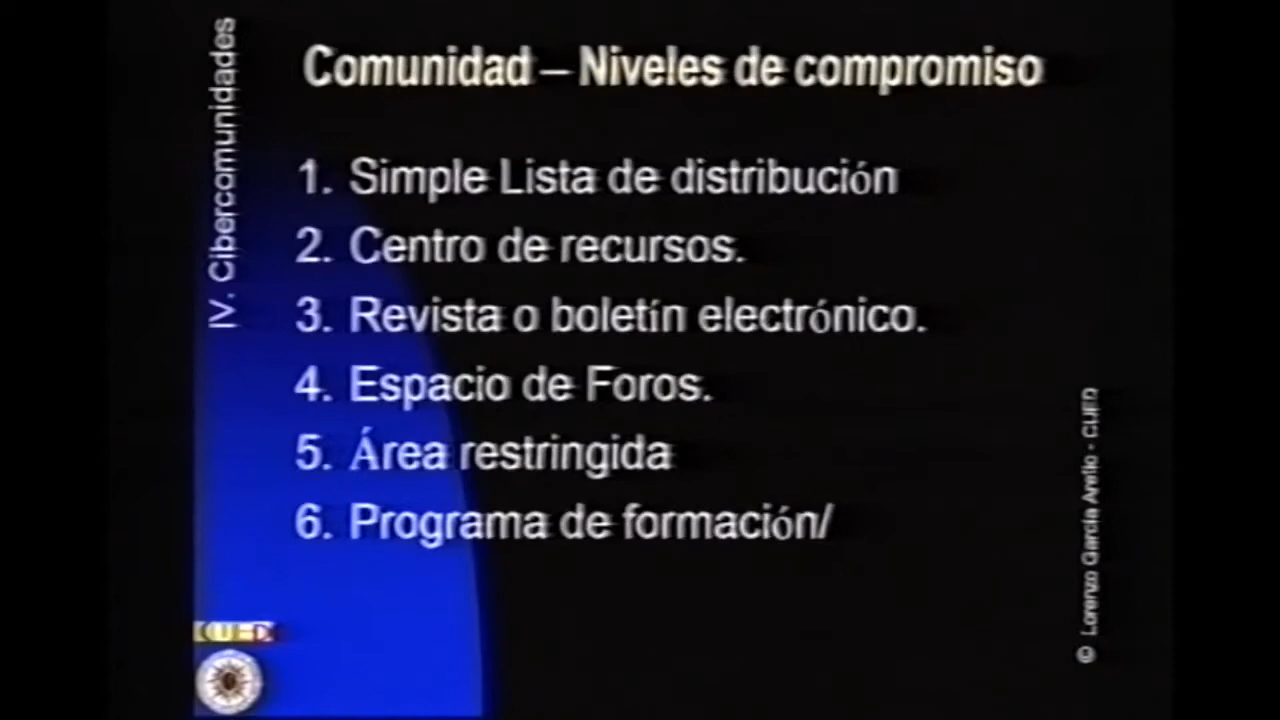 IV. Cibercomunidades
Comunidad – Niveles de compromiso
1. Simple Lista de distribución
2. Centro de recursos.
3. Revista o boletín electrónico.
4. Espacio de Foros.
5. Área restringida
6. Programa de formación/
© Lorenzo García Aretio - CUED
CUED